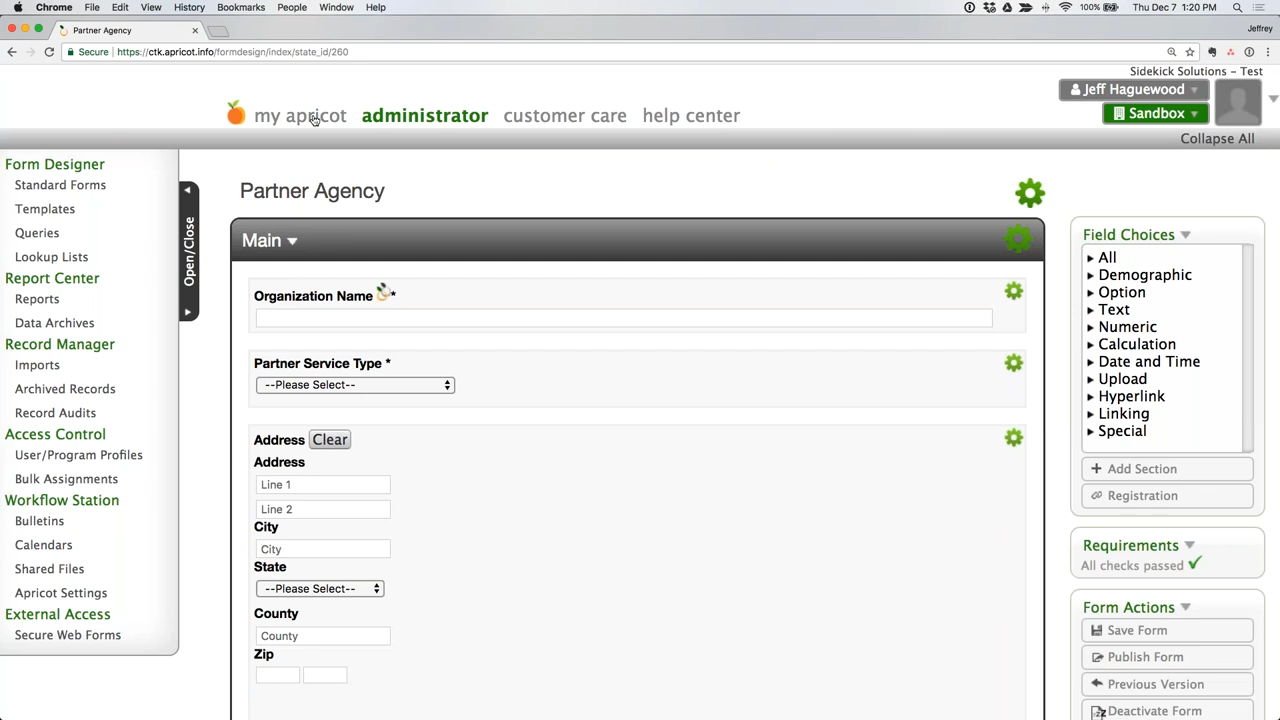 Chrome File Edit View History Bookmarks People Window Help
100% Thu Dec 7 1:20 PM
Partner Agency
Jeffrey
Secure https://ctk.apricot.info/formdesign/index/state_id/260
Sidekick Solutions - Test
Jeff Haguewood
my apricot administrator customer care help center
Sandbox
Collapse All
Form Designer
Standard Forms
Templates
Queries
Lookup Lists
Report Center
Reports
Data Archives
Record Manager
Imports
Archived Records
Record Audits
Access Control
User/Program Profiles
Bulk Assignments
Workflow Station
Bulletins
Calendars
Shared Files
Apricot Settings
External Access
Secure Web Forms
Open/Close
Partner Agency
Main
Organization Name *
Partner Service Type *
--Please Select--
Address Clear
Address
Line 1
Line 2
City
City
State
--Please Select--
County
County
Zip
Field Choices
All
Demographic
Option
Text
Numeric
Calculation
Date and Time
Upload
Hyperlink
Linking
Special
+ Add Section
Registration
Requirements
All checks passed
Form Actions
Save Form
Publish Form
Previous Version
Deactivate Form